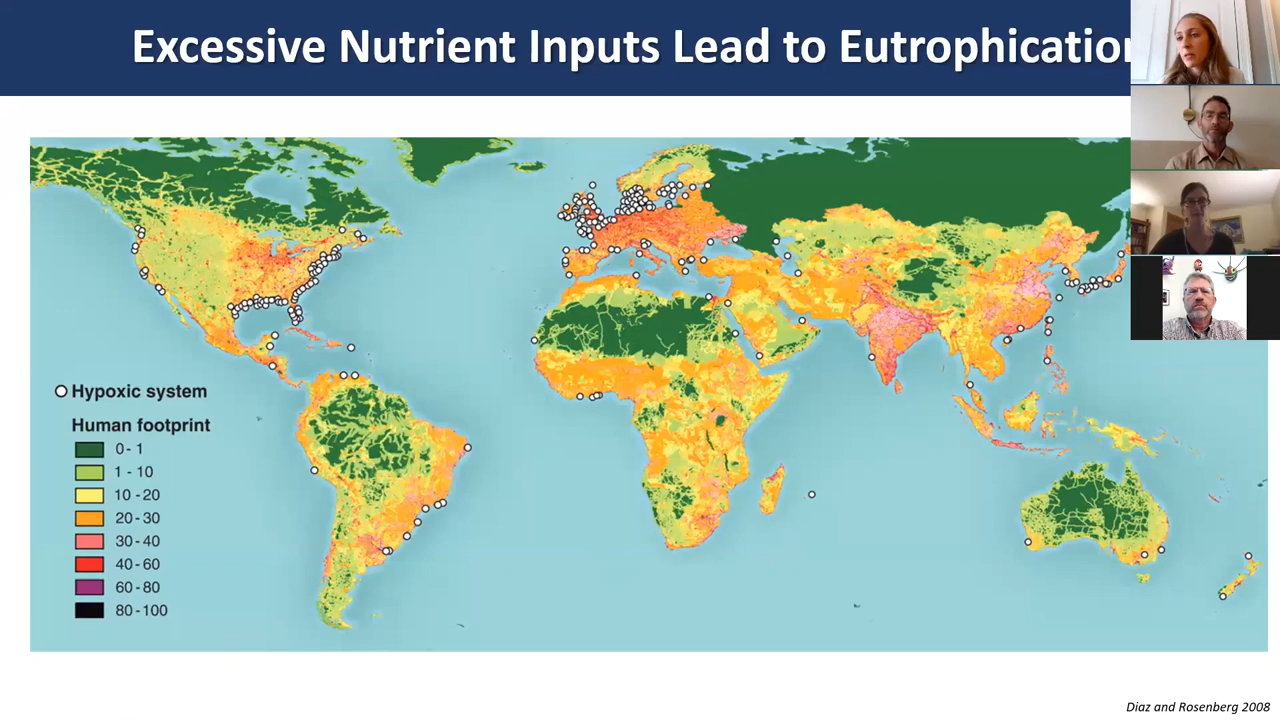 Excessive Nutrient Inputs Lead to Eutrophication
Hypoxic system
Human footprint
0 - 1
1 - 10
10 - 20
20 - 30
30 - 40
40 - 60
60 - 80
80 - 100
Diaz and Rosenberg 2008